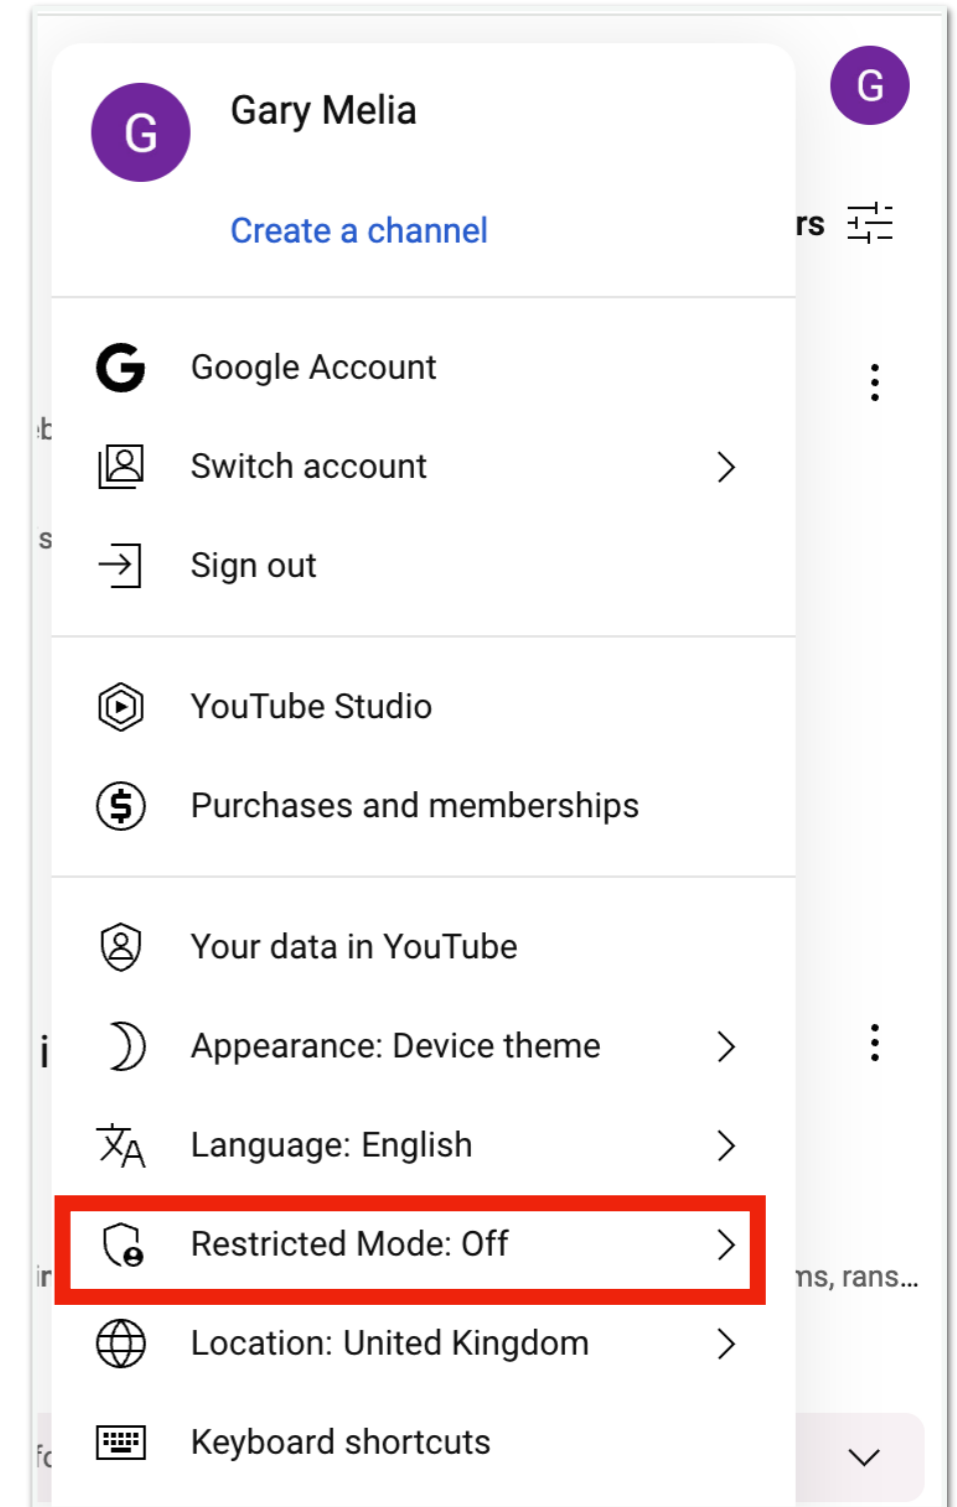 G
Gary Melia
G
Create a channel
rs
Google Account
Switch account
s
Sign out
YouTube Studio
Purchases and memberships
Your data in YouTube
i
Appearance: Device theme
Language: English
Restricted Mode: Off
ms, rans...
Location: United Kingdom
Keyboard shortcuts